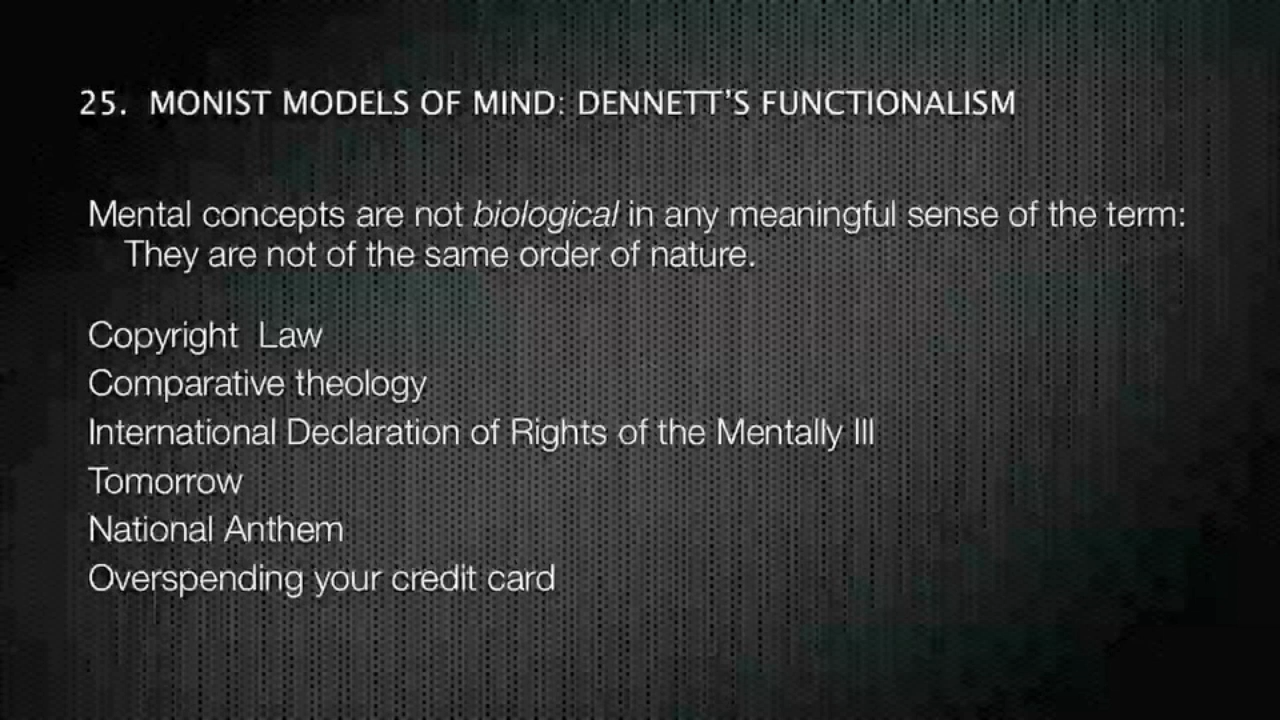 25. MONIST MODELS OF MIND: DENNETT'S FUNCTIONALISM
Mental concepts are not biological in any meaningful sense of the term:
They are not of the same order of nature.
Copyright Law
Comparative theology
International Declaration of Rights of the Mentally Ill
Tomorrow
National Anthem
Overspending your credit card